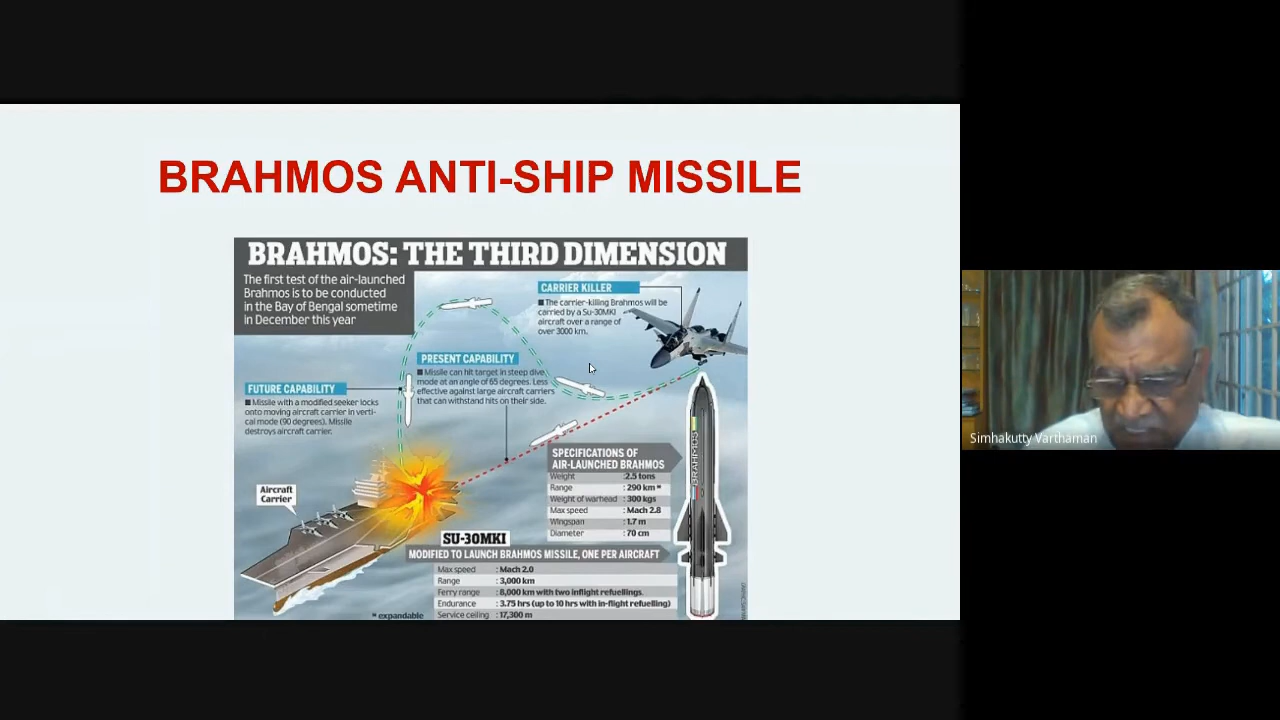 BRAHMOS ANTI-SHIP MISSILE
BRAHMOS: THE THIRD DIMENSION
The first test of the air-launched
Brahmos is to be conducted
in the Bay of Bengal sometime
in December this year
CARRIER KILLER
■ The carrier-killing Brahmos will be
carried by a Su-30MKI
aircraft over a range of
over 3000 km.
PRESENT CAPABILITY
■ Missile can hit target in steep dive
mode at an angle of 65 degrees. Less
effective against large aircraft carriers
that can withstand hits on their side.
FUTURE CAPABILITY
■ Missile with a modified seeker locks
onto moving aircraft carrier in verti-
cal mode (90 degrees). Missile
destroys aircraft carrier.
Aircraft
Carrier
SPECIFICATIONS OF
AIR-LAUNCHED BRAHMOS
Weight : 2.5 tons
Range : 290 km *
Weight of warhead : 300 kgs
Max speed : Mach 2.8
Wingspan : 1.7 m
Diameter : 70 cm
BRAHMOS
SU-30MKI
MODIFIED TO LAUNCH BRAHMOS MISSILE, ONE PER AIRCRAFT
Max speed : Mach 2.0
Range : 3,000 km
Ferry range : 8,000 km with two inflight refuellings.
Endurance : 3.75 hrs (up to 10 hrs with in-flight refuelling)
Service ceiling : 17,300 m
* expandable
Simhakutty Varthaman